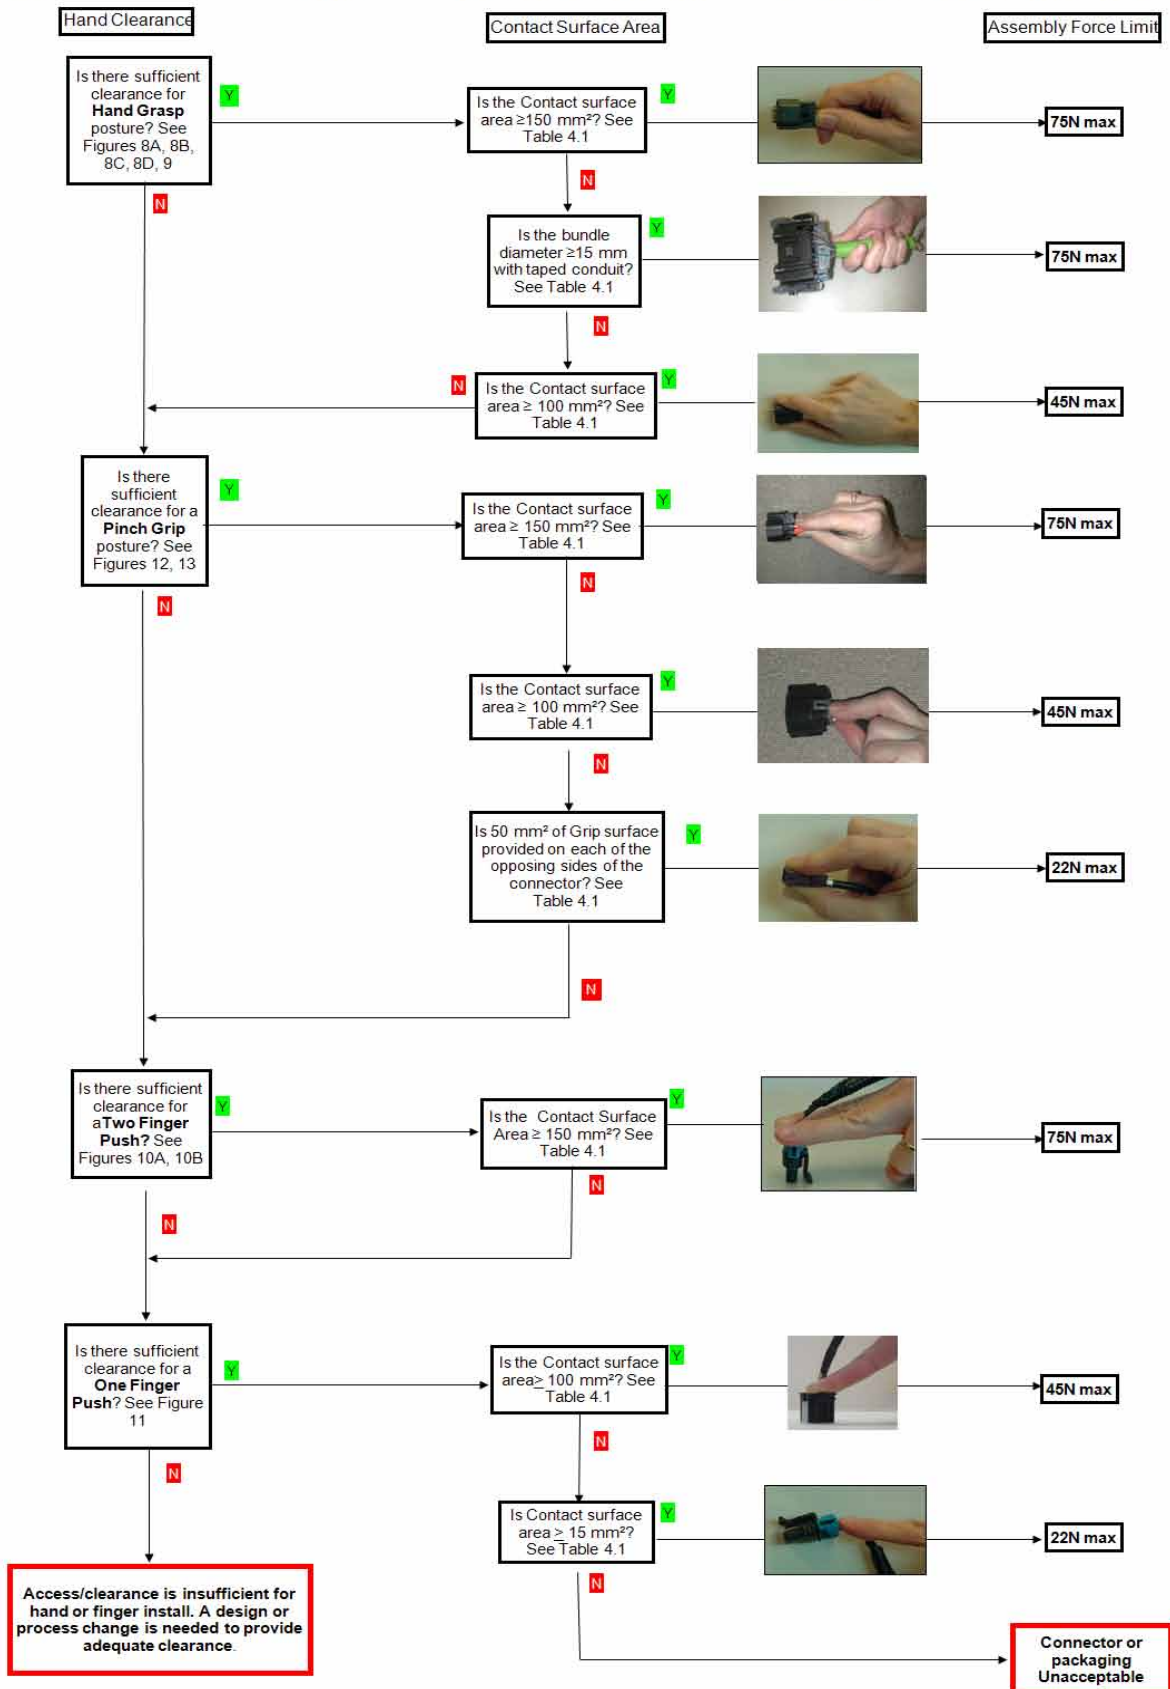 Hand Clearance
Contact Surface Area
Assembly Force Limit
Is there sufficient
clearance for
Hand Grasp
posture? See
Figures 8A, 8B,
8C, 8D, 9
Y
N
Is the Contact surface
area ≥150 mm²? See
Table 4.1
Y
N
75N max
Is the bundle
diameter ≥15 mm
with taped conduit?
See Table 4.1
Y
N
75N max
Is the Contact surface
area ≥ 100 mm²? See
Table 4.1
N
Y
45N max
Is there
sufficient
clearance for a
Pinch Grip
posture? See
Figures 12, 13
Y
N
Is the Contact surface
area ≥ 150 mm²? See
Table 4.1
Y
N
75N max
Is the Contact surface
area ≥ 100 mm²? See
Table 4.1
Y
N
45N max
Is 50 mm² of Grip surface
provided on each of the
opposing sides of the
connector? See
Table 4.1
Y
N
22N max
Is there sufficient
clearance for
a Two Finger
Push? See
Figures 10A, 10B
Y
N
Is the Contact Surface
Area ≥ 150 mm²? See
Table 4.1
Y
N
75N max
Is there sufficient
clearance for a
One Finger
Push? See Figure
11
Y
N
Is the Contact surface
area ≥ 100 mm²? See
Table 4.1
Y
N
45N max
Is Contact surface
area ≥ 15 mm²?
See Table 4.1
Y
N
22N max
Access/clearance is insufficient for
hand or finger install. A design or
process change is needed to provide
adequate clearance.
Connector or
packaging
Unacceptable